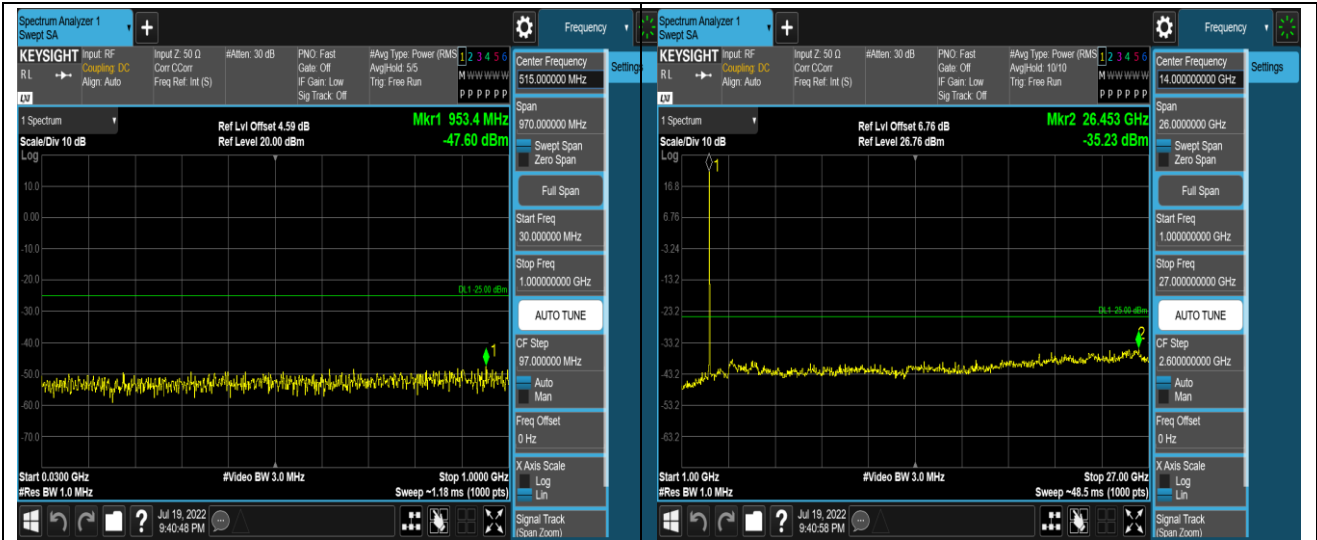 Spectrum Analyzer 1
Swept SA
+
Frequency
KEYSIGHT
Input: RF
Input Z: 50 Ω
#Atten: 30 dB
PNO: Fast
#Avg Type: Power (RMS
1 2 3 4 5 6
RL
Coupling: DC
Corr CCorr
Gate: Off
Avg|Hold: 5/5
M W W W W W
Align: Auto
Freq Ref: Int (S)
IF Gain: Low
Trig: Free Run
P P P P P P
LXI
Sig Track: Off
Center Frequency
515.000000 MHz
Settings
1 Spectrum
Ref Lvl Offset 4.59 dB
Mkr1 953.4 MHz
Scale/Div 10 dB
Ref Level 20.00 dBm
-47.60 dBm
Log
10.0
0.00
-10.0
-20.0
DL1 -25.00 dBm
-30.0
-40.0
1
-50.0
-60.0
-70.0
Start 0.0300 GHz
#Video BW 3.0 MHz
Stop 1.0000 GHz
#Res BW 1.0 MHz
Sweep ~1.18 ms (1000 pts)
Span
970.000000 MHz
Swept Span
Zero Span
Full Span
Start Freq
30.000000 MHz
Stop Freq
1.000000000 GHz
AUTO TUNE
CF Step
97.000000 MHz
Auto
Man
Freq Offset
0 Hz
X Axis Scale
Log
Lin
Signal Track
(Span Zoom)
?
Jul 19, 2022
9:40:48 PM
Spectrum Analyzer 1
Swept SA
+
Frequency
KEYSIGHT
Input: RF
Input Z: 50 Ω
#Atten: 30 dB
PNO: Fast
#Avg Type: Power (RMS
1 2 3 4 5 6
RL
Coupling: DC
Corr CCorr
Gate: Off
Avg|Hold: 10/10
M W W W W W
Align: Auto
Freq Ref: Int (S)
IF Gain: Low
Trig: Free Run
P P P P P P
LXI
Sig Track: Off
Center Frequency
14.000000000 GHz
Settings
1 Spectrum
Ref Lvl Offset 6.76 dB
Mkr2 26.453 GHz
Scale/Div 10 dB
Ref Level 26.76 dBm
-35.23 dBm
Log
1
16.8
6.76
-3.24
-13.2
-23.2
DL1 -25.00 dBm
2
-33.2
-43.2
-53.2
-63.2
Start 1.00 GHz
#Video BW 3.0 MHz
Stop 27.00 GHz
#Res BW 1.0 MHz
Sweep ~48.5 ms (1000 pts)
Span
26.0000000 GHz
Swept Span
Zero Span
Full Span
Start Freq
1.000000000 GHz
Stop Freq
27.000000000 GHz
AUTO TUNE
CF Step
2.600000000 GHz
Auto
Man
Freq Offset
0 Hz
X Axis Scale
Log
Lin
Signal Track
(Span Zoom)
?
Jul 19, 2022
9:40:58 PM